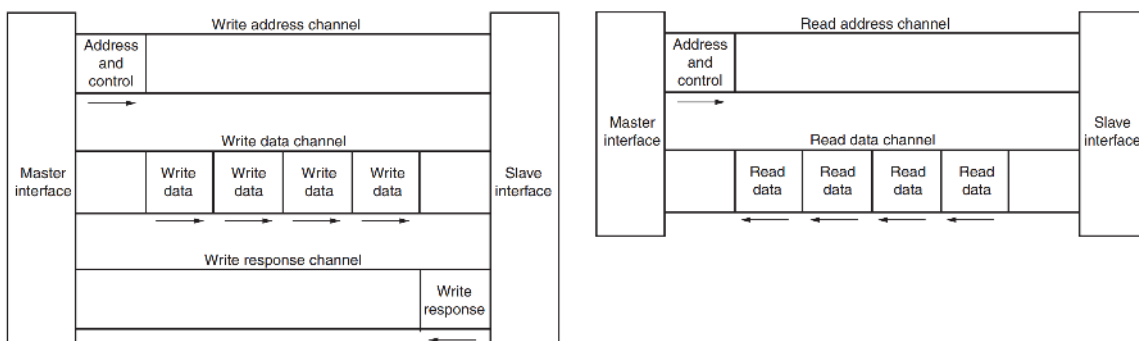 Write address channel
Address
and
control
Write data channel
Master
interface
Write
data
Write
data
Write
data
Write
data
Slave
interface
Write response channel
Write
response
Read address channel
Address
and
control
Master
interface
Read data channel
Read
data
Read
data
Read
data
Read
data
Slave
interface